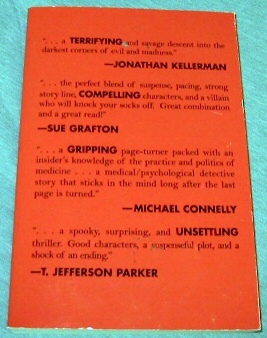 ". . . a TERRIFYING and savage descent into the
darkest corners of evil and madness."
—JONATHAN KELLERMAN
". . . the perfect blend of suspense, pacing, strong
story line, COMPELLING characters, and a villain
who will knock your socks off. Great combination
and a great read!"
—SUE GRAFTON
". . . a GRIPPING page-turner packed with an
insider's knowledge of the practice and politics of
medicine . . . a medical/psychological detective
story that sticks in the mind long after the last
page is turned."
—MICHAEL CONNELLY
". . . a spooky, surprising, and UNSETTLING
thriller. Good characters, a suspenseful plot, and a
shock of an ending."
—T. JEFFERSON PARKER